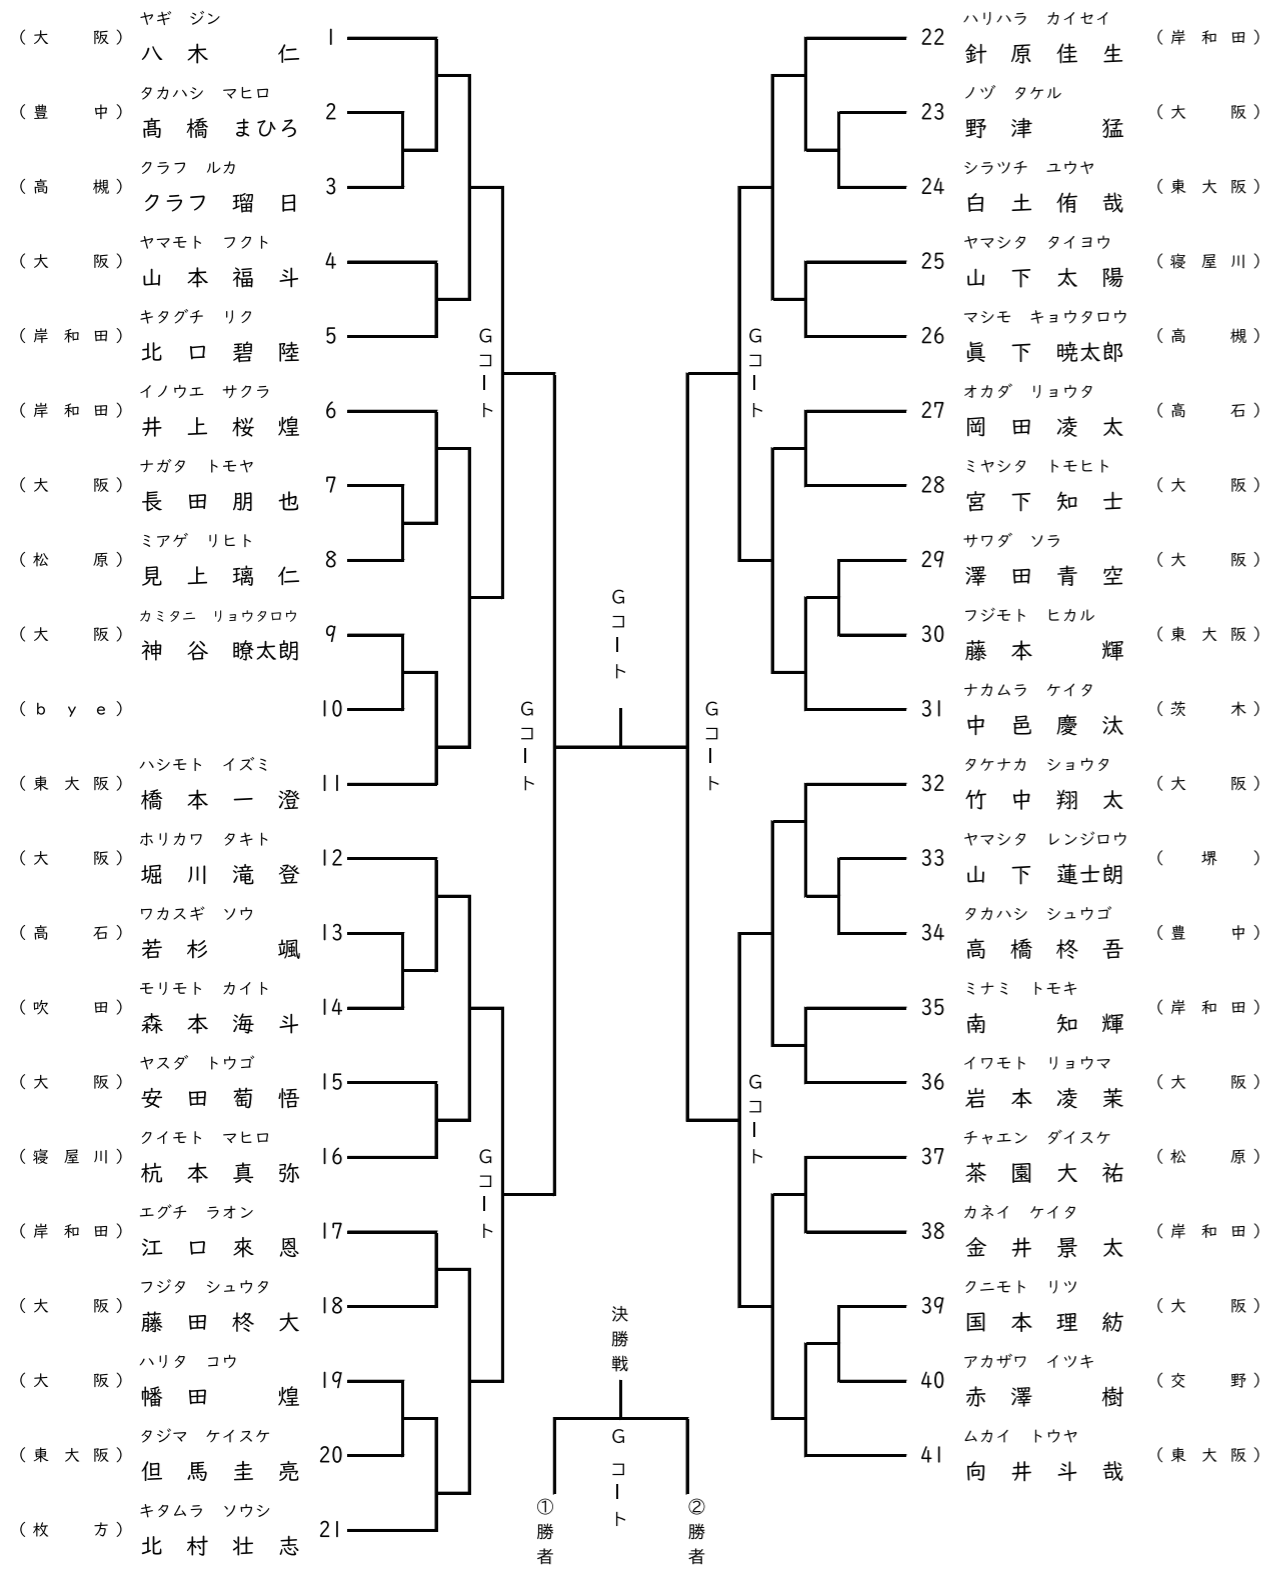 ヤギ ジン
(大 阪) 八木 仁 1
タカハシ マヒロ
(豊 中) 髙橋 まひろ 2
クラフ ルカ
(高 槻) クラフ 瑠日 3
ヤマモト フクト
(大 阪) 山本福斗 4
キタグチ リク
(岸和田) 北口碧陸 5
イノウエ サクラ
(岸和田) 井上桜煌 6
ナガタ トモヤ
(大 阪) 長田朋也 7
ミアゲ リヒト
(松 原) 見上璃仁 8
カミタニ リョウタロウ
(大 阪) 神谷瞭太朗 9
(bye) 10
ハシモト イズミ
(東大阪) 橋本一澄 11
ホリカワ タキト
(大 阪) 堀川滝登 12
ワカスギ ソウ
(高 石) 若杉 颯 13
モリモト カイト
(吹 田) 森本海斗 14
ヤスダ トウゴ
(大 阪) 安田萄悟 15
クイモト マヒロ
(寝屋川) 杭本真弥 16
エグチ ラオン
(岸和田) 江口來恩 17
フジタ シュウタ
(大 阪) 藤田柊大 18
ハリタ コウ
(大 阪) 幡田 煌 19
タジマ ケイスケ
(東大阪) 但馬圭亮 20
キタムラ ソウシ
(枚 方) 北村壮志 21
Gコート
Gコート
Gコート
Gコート
Gコート
Gコート
Gコート
決勝戦
Gコート
①勝者
②勝者
ハリハラ カイセイ
22 針原佳生 (岸和田)
ノヅ タケル
23 野津 猛 (大 阪)
シラツチ ユウヤ
24 白土侑哉 (東大阪)
ヤマシタ タイヨウ
25 山下太陽 (寝屋川)
マシモ キョウタロウ
26 眞下暁太郎 (高 槻)
オカダ リョウタ
27 岡田凌太 (高 石)
ミヤシタ トモヒト
28 宮下知士 (大 阪)
サワダ ソラ
29 澤田青空 (大 阪)
フジモト ヒカル
30 藤本 輝 (東大阪)
ナカムラ ケイタ
31 中邑慶汰 (茨 木)
タケナカ ショウタ
32 竹中翔太 (大 阪)
ヤマシタ レンジロウ
33 山下蓮士朗 (堺)
タカハシ シュウゴ
34 高橋柊吾 (豊 中)
ミナミ トモキ
35 南 知輝 (岸和田)
イワモト リョウマ
36 岩本凌茉 (大 阪)
チャエン ダイスケ
37 茶園大祐 (松 原)
カネイ ケイタ
38 金井景太 (岸和田)
クニモト リツ
39 国本理紡 (大 阪)
アカザワ イツキ
40 赤澤 樹 (交 野)
ムカイ トウヤ
41 向井斗哉 (東大阪)